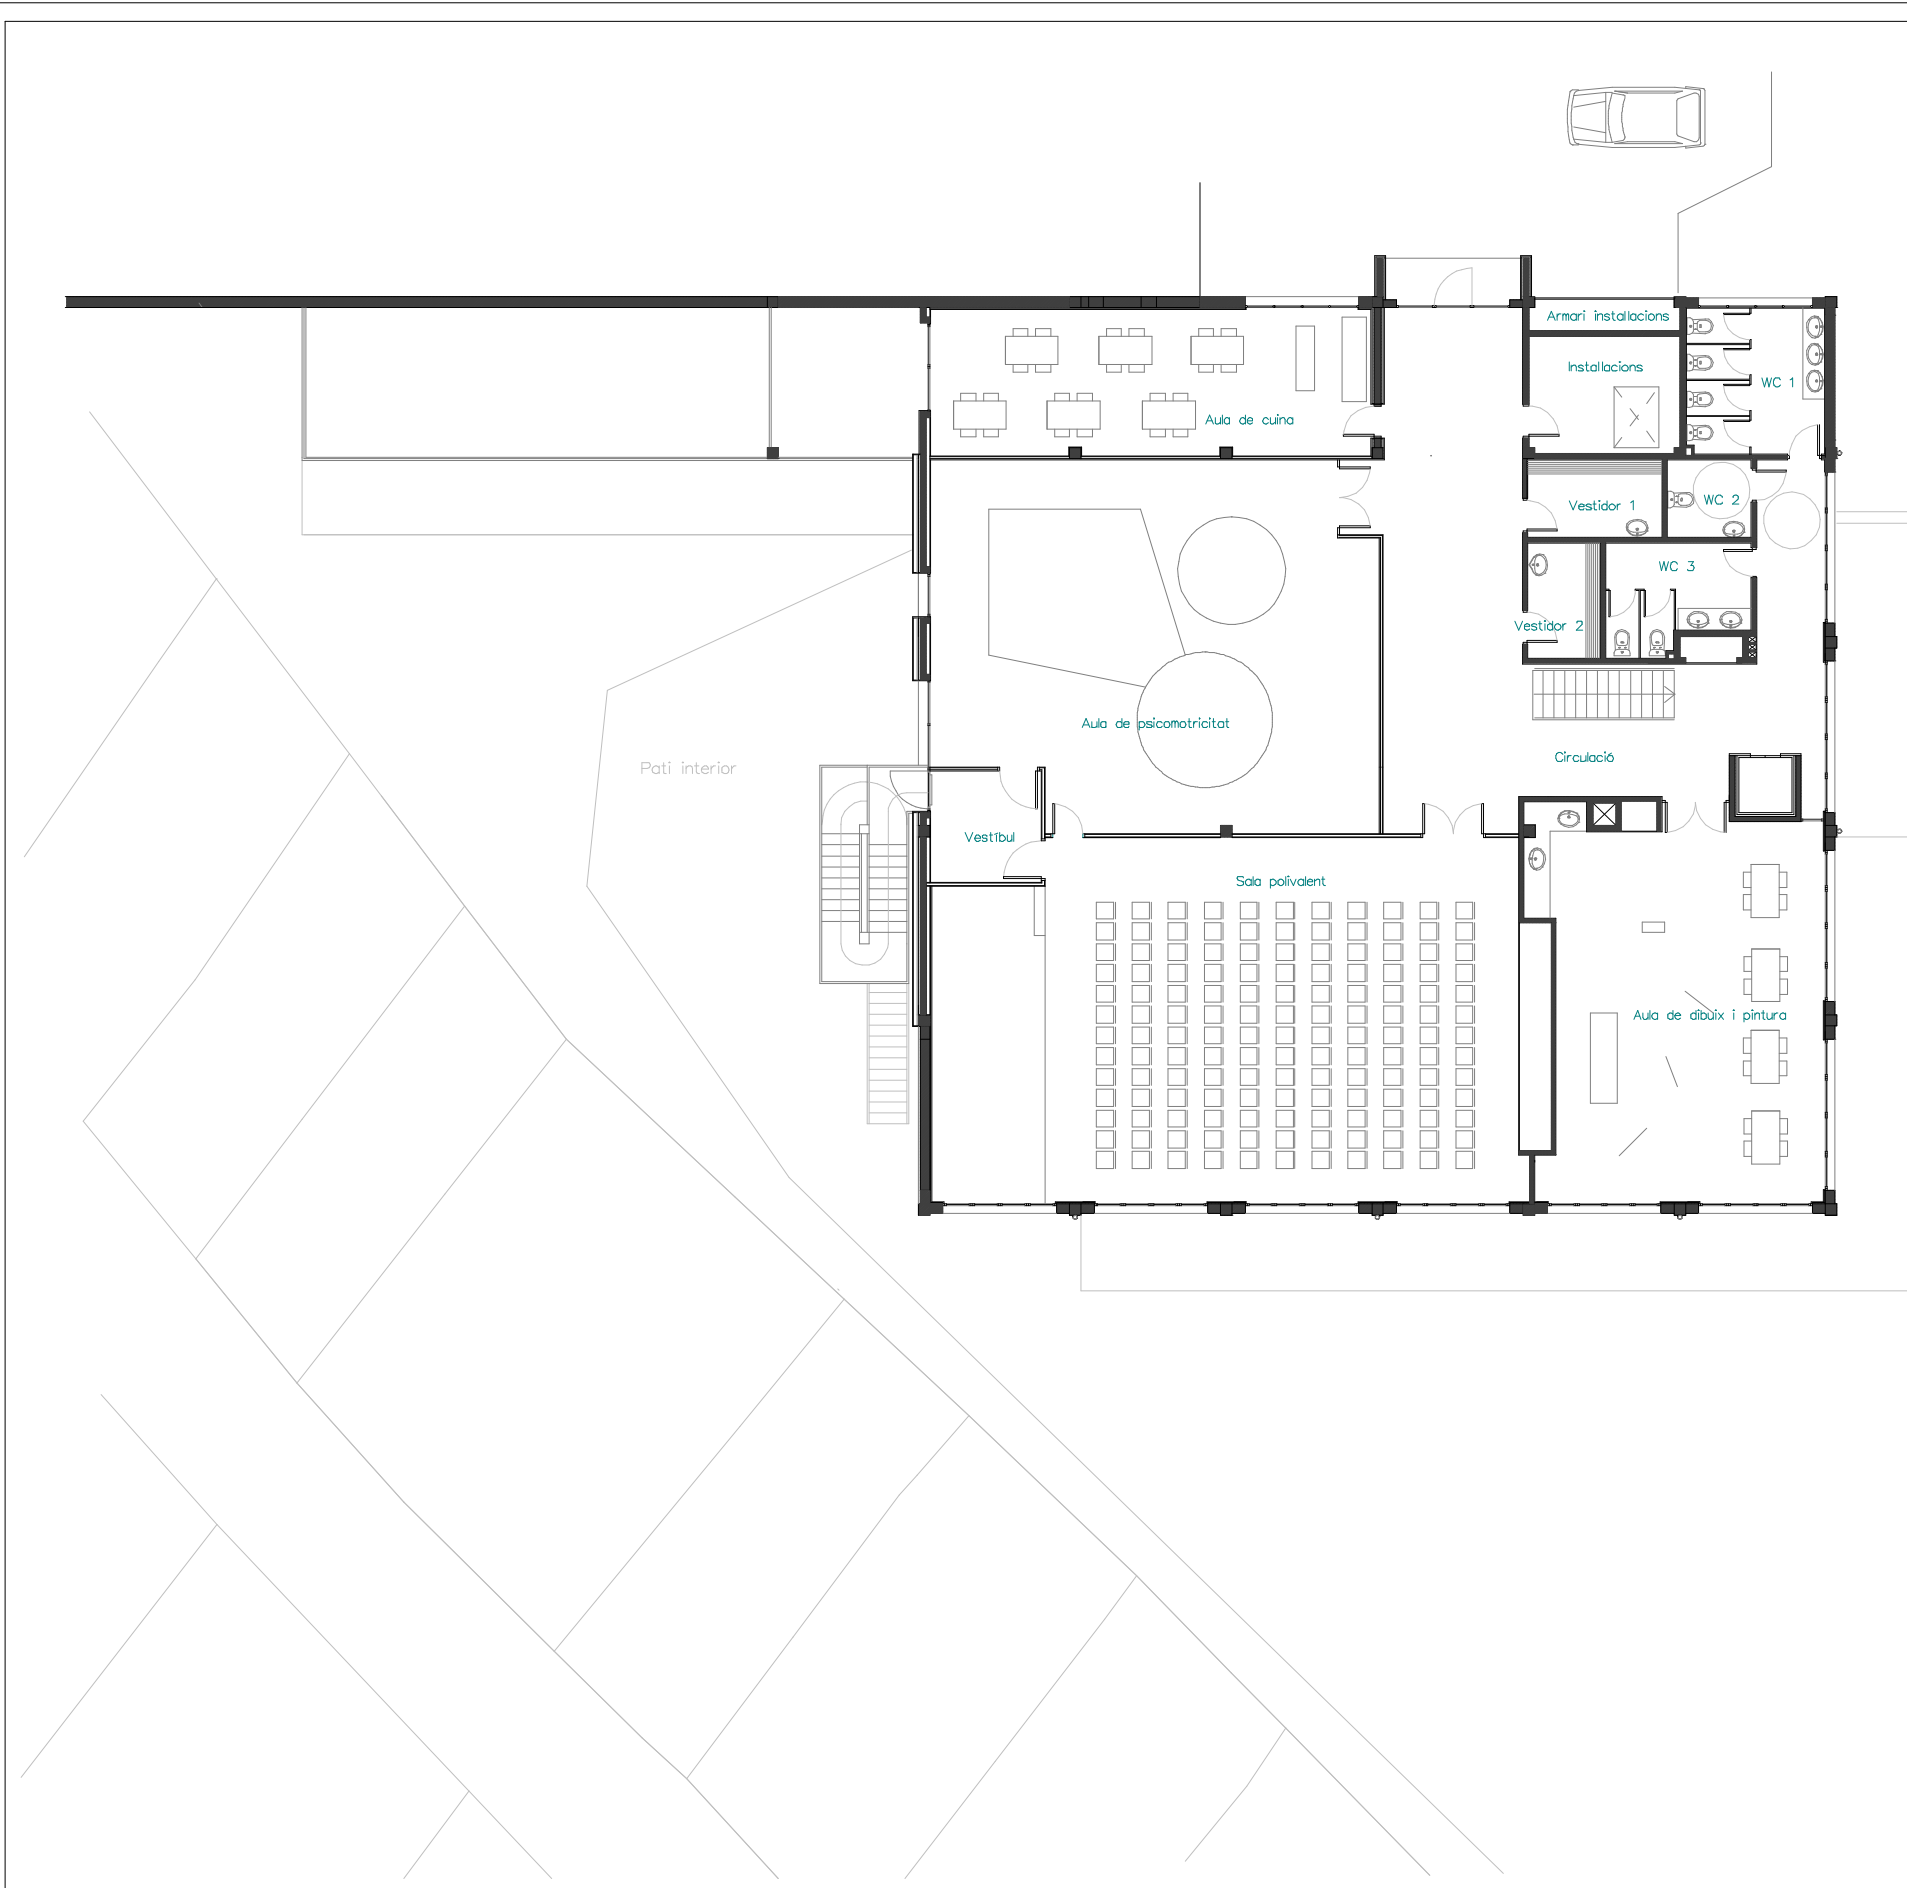 Armari instal·lacions
Instal·lacions
WC 1
Aula de cuina
Vestidor 1
WC 2
WC 3
Vestidor 2
Aula de psicomotricitat
Circulació
Pati interior
Vestíbul
Sala polivalent
Aula de dibuix i pintura